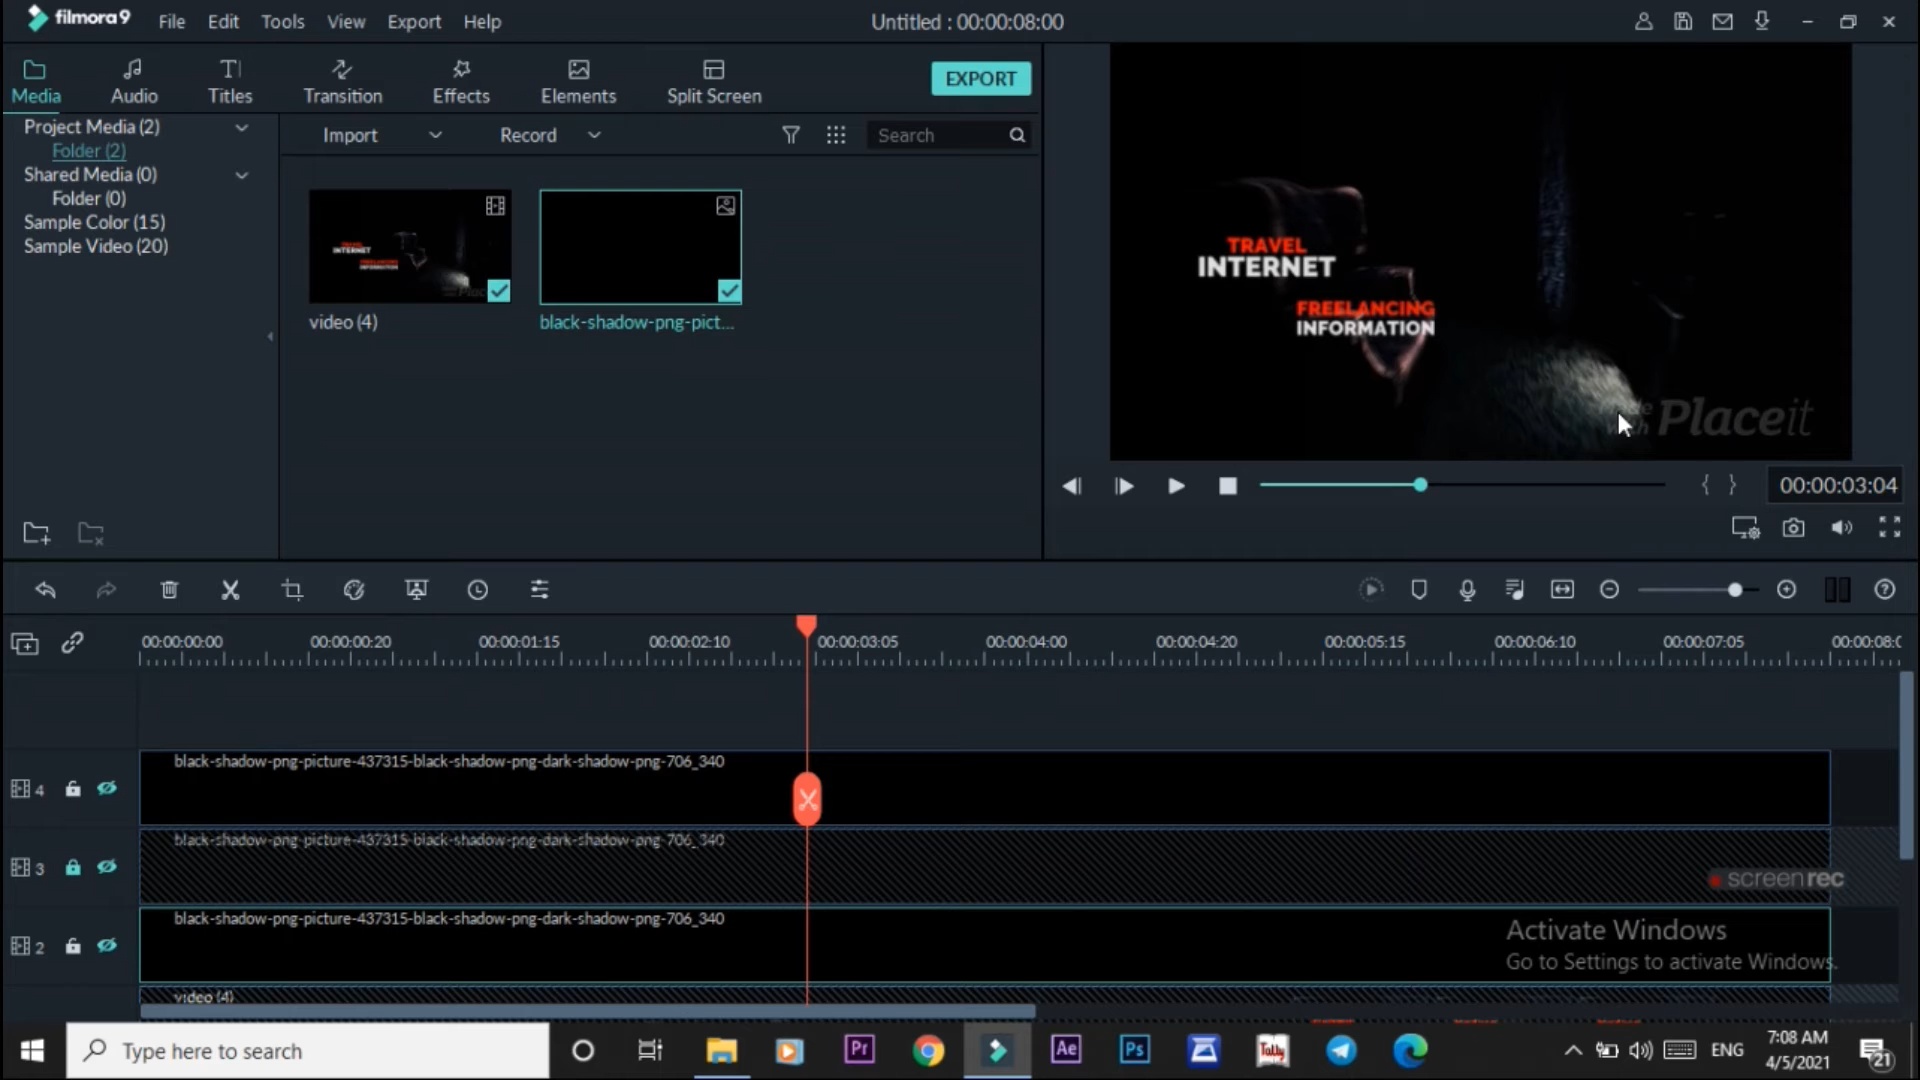 filmora9 File Edit Tools View Export Help Untitled : 00:00:08:00
Media Audio Titles Transition Effects Elements Split Screen EXPORT
Project Media (2)
Folder (2)
Shared Media (0)
Folder (0)
Sample Color (15)
Sample Video (20)
Import Record Search
video (4) black-shadow-png-pict...
TRAVEL
INTERNET
FREELANCING
INFORMATION
Placeit
00:00:03:04
00:00:00:00 00:00:00:20 00:00:01:15 00:00:02:10 00:00:03:05 00:00:04:00 00:00:04:20 00:00:05:15 00:00:06:10 00:00:07:05 00:00:08:0
black-shadow-png-picture-437315-black-shadow-png-dark-shadow-png-706_340
4
black-shadow-png-picture-437315-black-shadow-png-dark-shadow-png-706_340
3
screenrec
black-shadow-png-picture-437315-black-shadow-png-dark-shadow-png-706_340
2
Activate Windows
Go to Settings to activate Windows.
video (4)
Type here to search Pr Ae Ps Tally ENG 7:08 AM
4/5/2021
21